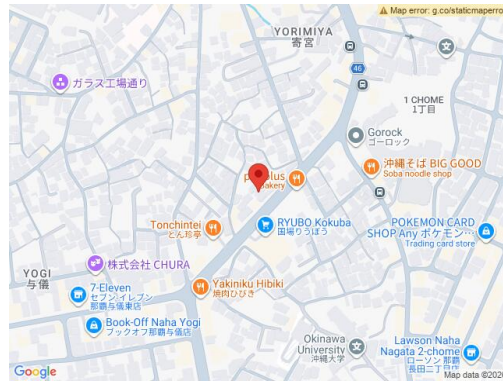 Map error: g.co/staticmaperro
YORIMIYA
寄宮
46
ガラス工場通り
1 CHOME
1丁目
Gorock
ゴーロック
沖縄そば BIG GOOD
Soba noodle shop
plus
Bakery
Tonchintei
とん珍亭
RYUBO Kokuba
国場りうぼう
POKEMON CARD
SHOP Any ポケモン…
Trading card store
株式会社 CHURA
YOGI
与儀
7-Eleven
セブン-イレブン
那覇与儀東店
Yakiniku Hibiki
焼肉ひびき
Book-Off Naha Yogi
ブックオフ那覇与儀店
Okinawa
University
沖縄大学
Lawson Naha
Nagata 2-chome
ローソン 那覇
長田二丁目店
Google
Map data ©202